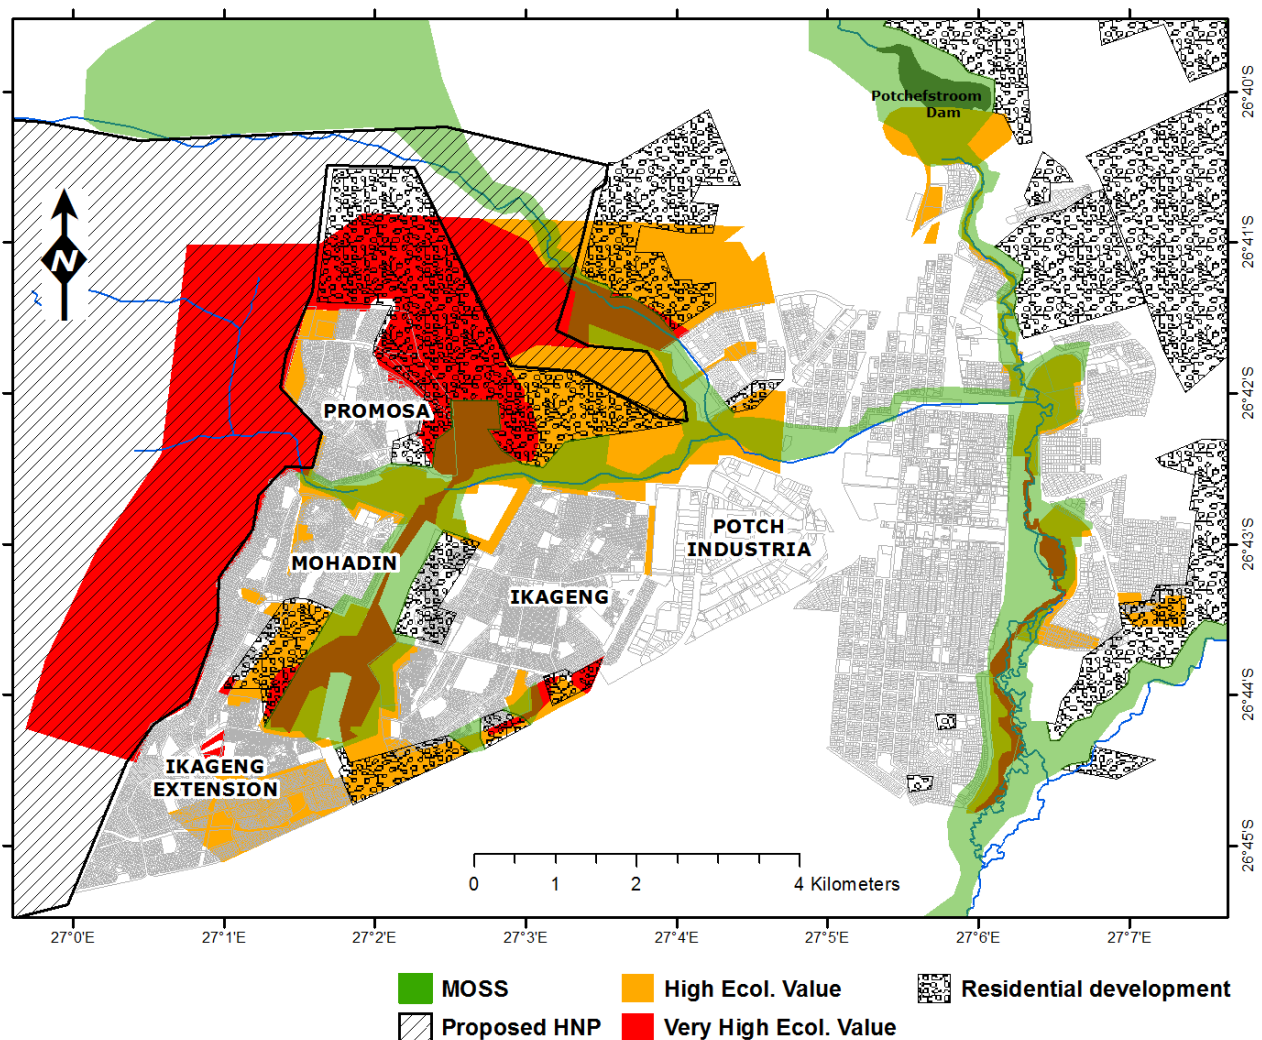 Potchefstroom
Dam
26°40'S
N
26°41'S
PROMOSA
26°42'S
POTCH
INDUSTRIA
MOHADIN
IKAGENG
26°43'S
26°44'S
IKAGENG
EXTENSION
26°45'S
0 1 2 4 Kilometers
27°0'E 27°1'E 27°2'E 27°3'E 27°4'E 27°5'E 27°6'E 27°7'E
MOSS High Ecol. Value Residential development
Proposed HNP Very High Ecol. Value